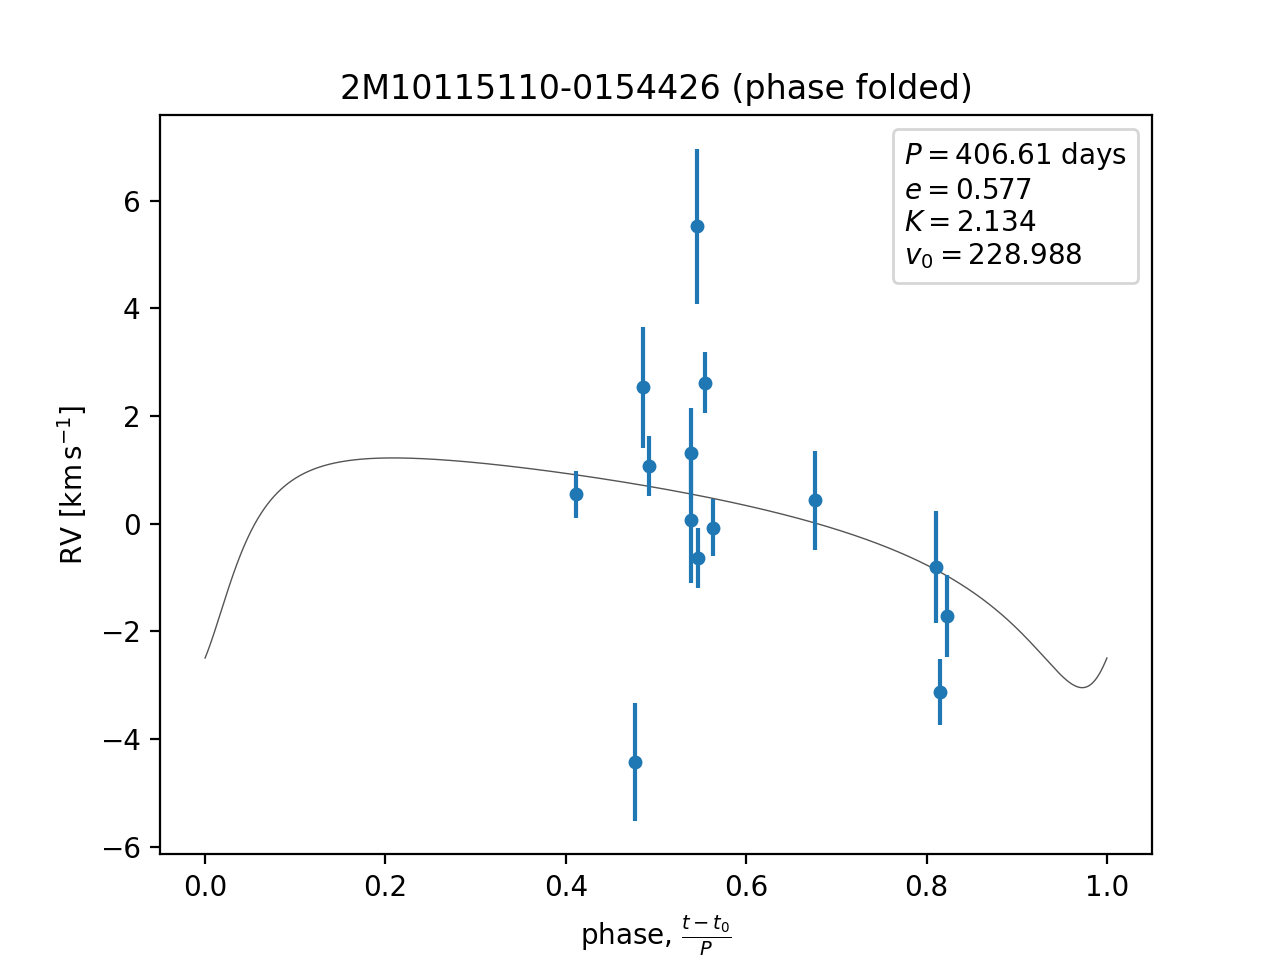 2M10115110-0154426 (phase folded)
P = 406.61 days
e = 0.577
K = 2.134
v₀ = 228.988
6
4
2
0
−2
−4
−6
RV [km s⁻¹]
0.0 0.2 0.4 0.6 0.8 1.0
phase, (t − t₀)/P